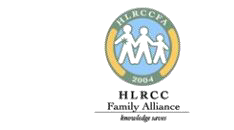 HLRCCFA
2004
HLRCC
Family Alliance
knowledge saves